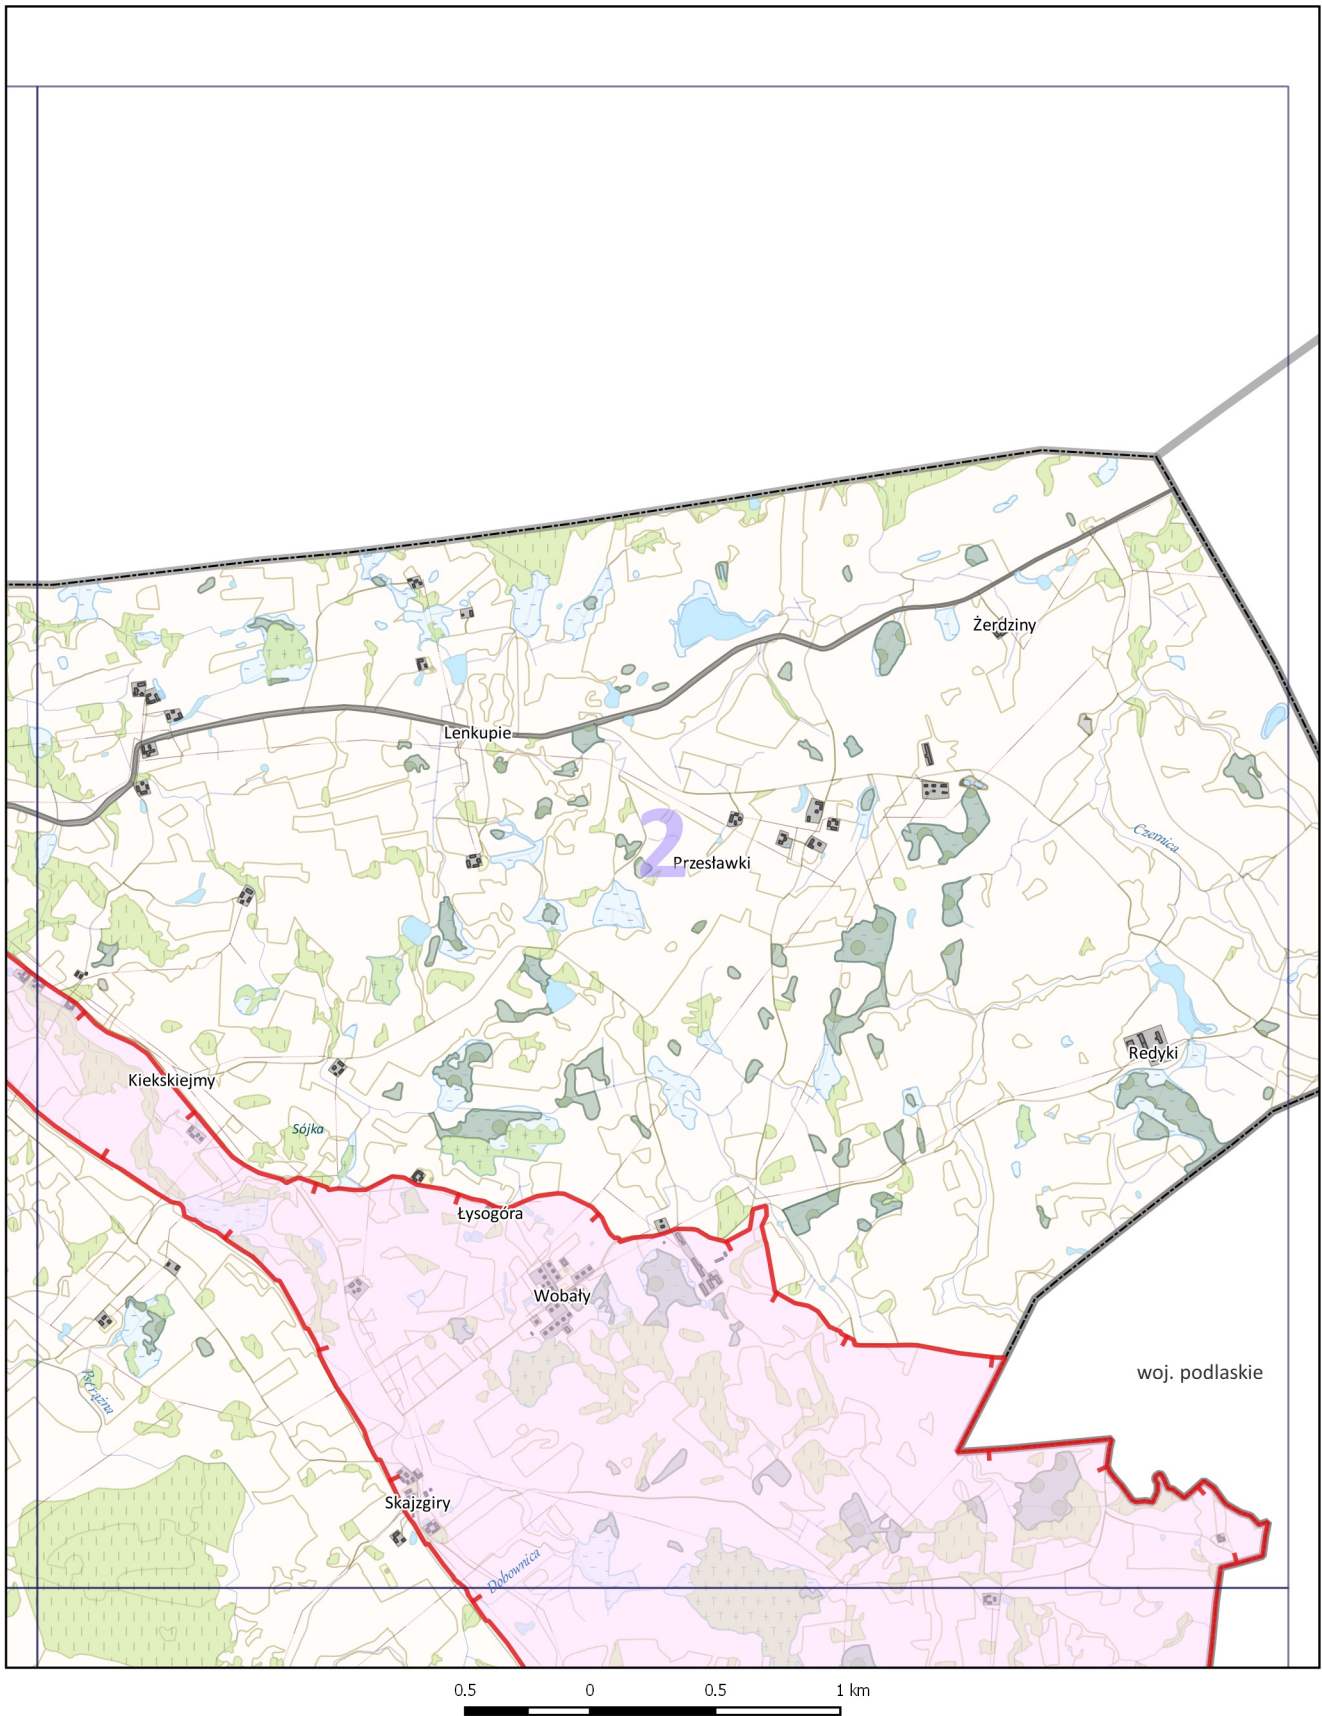 Żerdziny
Lenkupie
Czernica
2
Przesławki
Redyki
Kiekskiejmy
Sójka
Łysogóra
Wobały
woj. podlaskie
Pstrążna
Skajzgiry
Dobownica
0.5 0 0.5 1 km